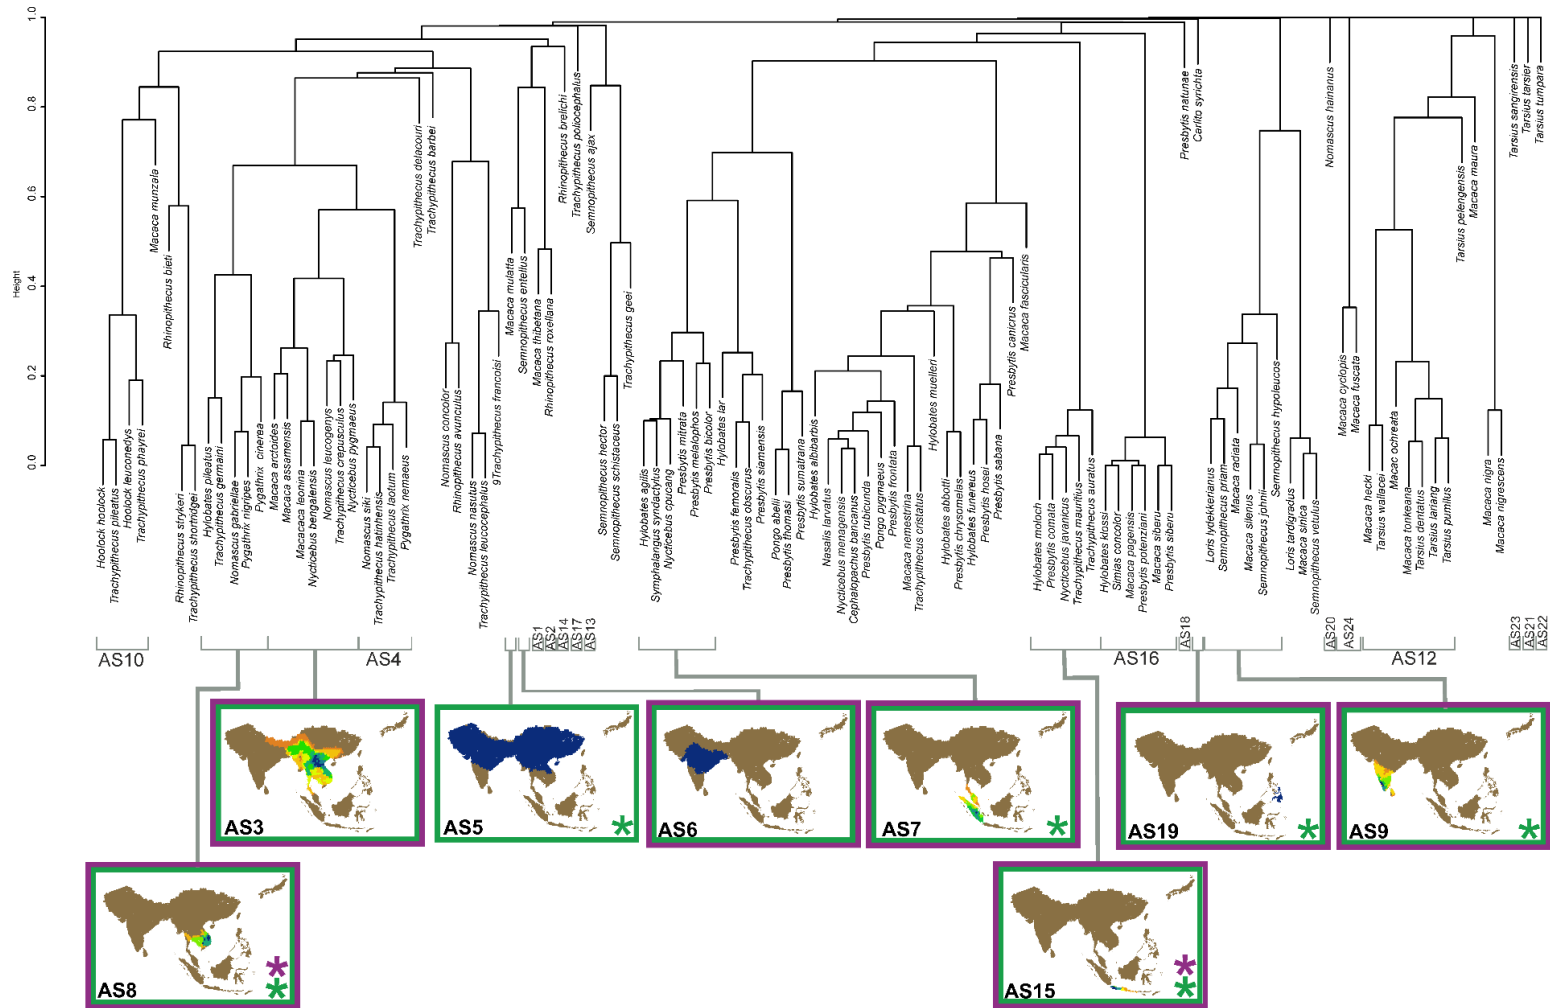 1.0
0.8
0.6
0.4
0.2
0.0
Height
Hoolock hoolock
Trachypithecus pileatus
Hoolock leuconedys
Trachypithecus phayrei
Macaca munzala
Rhinopithecus bieti
Rhinopithecus strykeri
Trachypithecus shortridgei
Hylobates pileatus
Trachypithecus germaini
Nomascus gabriellae
Pygathrix nigripes
Pygathrix cinerea
Macaca arctoides
Macaca assamensis
Macaca leonina
Nycticebus bengalensis
Nomascus leucogenys
Trachypithecus crepusculus
Nycticebus pygmaeus
Nomascus siki
Trachypithecus hatinhensis
Trachypithecus laotum
Pygathrix nemaeus
Trachypithecus delacouri
Trachypithecus barbei
Nomascus concolor
Rhinopithecus avunculus
Nomascus nasutus
Trachypithecus leucocephalus
9Trachypithecus francoisi
Macaca mulatta
Semnopithecus entellus
Macaca thibetana
Rhinopithecus roxellana
Rhinopithecus brelichi
Trachypithecus poliocephalus
Semnopithecus ajax
Semnopithecus hector
Semnopithecus schistaceus
Trachypithecus geei
Hylobates agilis
Symphalangus syndactylus
Nycticebus cpucang
Presbytis mitrata
Presbytis melalophos
Presbytis bicolor
Hylobates lar
Presbytis femoralis
Trachypithecus obscurus
Presbytis siamensis
Pongo abelii
Presbytis thomasi
Presbytis sumatrana
Hylobates albibarbis
Nasalis larvatus
Nycticebus menagensis
Cephalopachus bancanus
Presbytis rubicunda
Pongo pygmaeus
Presbytis frontata
Macaca nemestrina
Trachypithecus cristatus
Hylobates muelleri
Hylobates abbotti
Presbytis chrysomelas
Hylobates funereus
Presbytis hosei
Presbytis sabana
Presbytis canicrus
Macaca fascicularis
Hylobates moloch
Presbytis comata
Nycticebus javanicus
Trachypithecus mauritius
Trachypithecus auratus
Hylobates klossi
Simias concolor
Macaca pagensis
Presbytis potenziani
Macaca siberu
Presbytis siberu
Presbytis natunae
Carlito syrichta
Loris lydekkerianus
Semnopithecus priam
Macaca radiata
Macaca silenus
Semnopithecus johnii
Semnopithecus hypoleucos
Loris tardigradus
Macaca sinica
Semnopithecus vetulus
Nomascus hainanus
Macaca cyclopis
Macaca fuscata
Macaca hecki
Tarsius wallacei
Macac ochreata
Macaca tonkeana
Tarsius dentatus
Tarsius lariang
Tarsius pumilus
Tarsius pelengensis
Macaca maura
Macaca nigra
Macaca nigrescens
Tarsius sangirensis
Tarsius tarsier
Tarsius tumpara
AS10
AS4
AS1
AS2
AS14
AS17
AS13
AS16
AS18
AS20
AS24
AS12
AS23
AS21
AS22
AS3
AS5
*
AS6
AS7
*
AS19
*
AS9
*
AS8
*
*
AS15
*
*